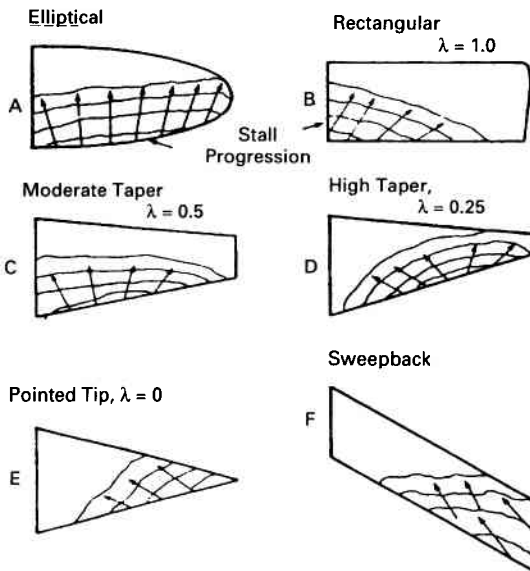 Elliptical
Rectangular
λ = 1.0
A
B
Stall
Progression
Moderate Taper
λ = 0.5
High Taper,
λ = 0.25
C
D
Sweepback
Pointed Tip, λ = 0
F
E